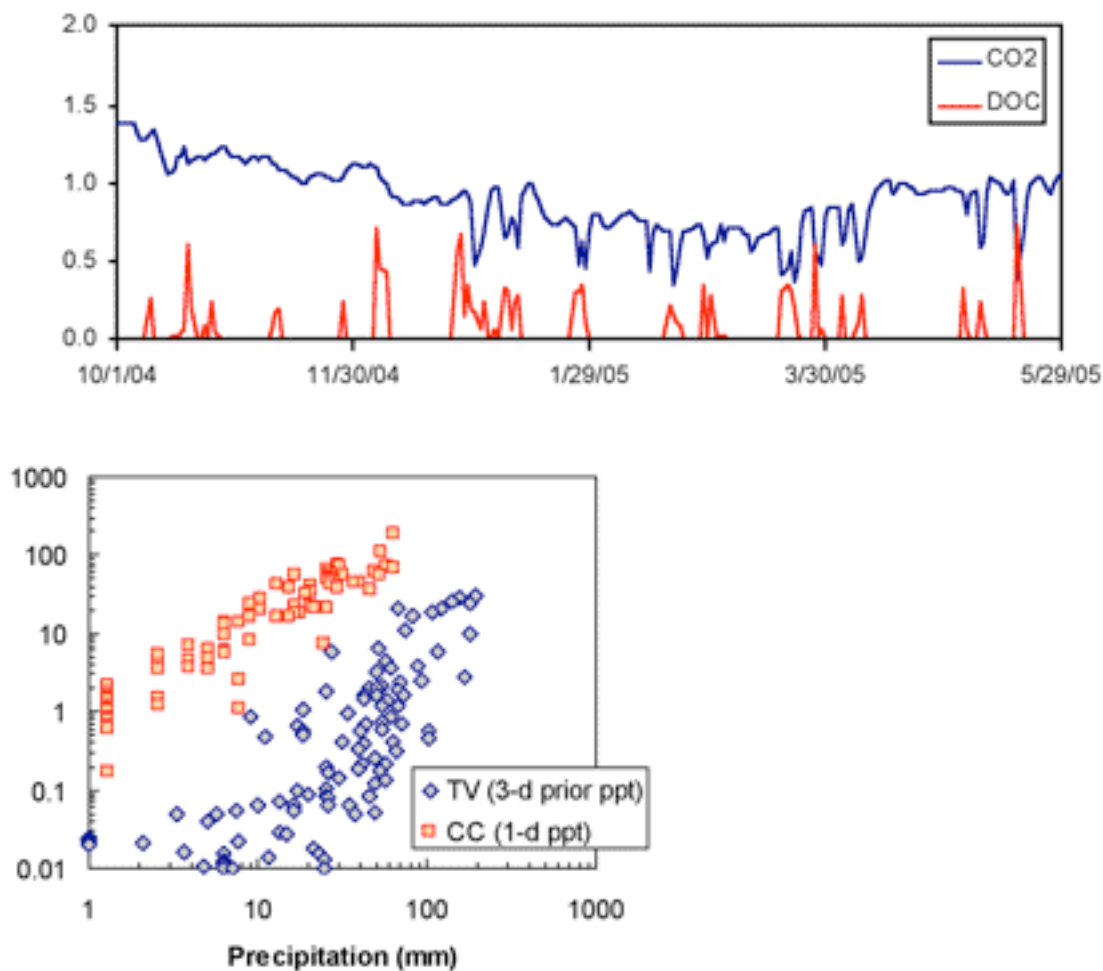 2.0
CO2
DOC
1.5
1.0
0.5
0.0
10/1/04 11/30/04 1/29/05 3/30/05 5/29/05
1000
100
10
1
TV (3-d prior ppt)
0.1
CC (1-d ppt)
0.01
1 10 100 1000
Precipitation (mm)